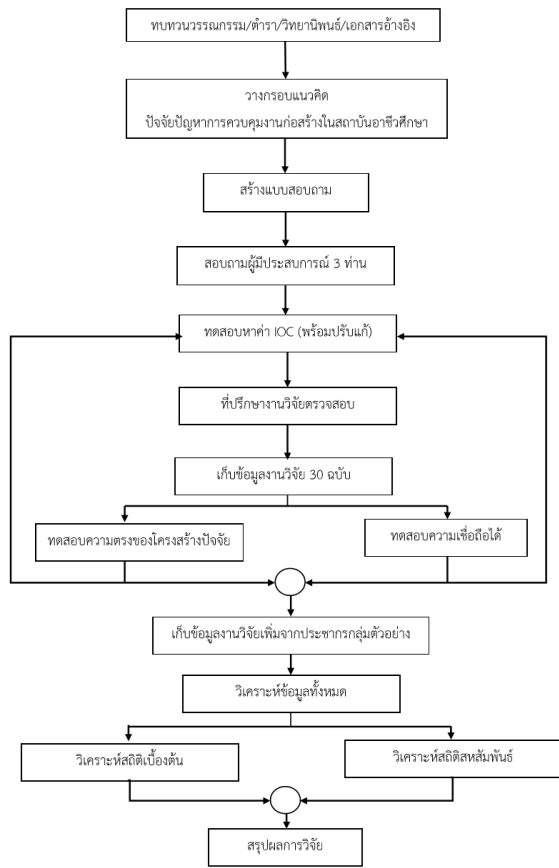 ทบทวนวรรณกรรม/ตำรา/วิทยานิพนธ์/เอกสารอ้างอิง
วางกรอบแนวคิด
ปัจจัยปัญหาการควบคุมงานก่อสร้างในสถาบันอาชีวศึกษา
สร้างแบบสอบถาม
สอบถามผู้มีประสบการณ์ 3 ท่าน
ทดสอบหาค่า IOC (พร้อมปรับแก้)
ที่ปรึกษางานวิจัยตรวจสอบ
เก็บข้อมูลงานวิจัย 30 ฉบับ
ทดสอบความตรงของโครงสร้างปัจจัย
ทดสอบความเชื่อถือได้
เก็บข้อมูลงานวิจัยเพิ่มจากประชากรกลุ่มตัวอย่าง
วิเคราะห์ข้อมูลทั้งหมด
วิเคราะห์สถิติเบื้องต้น
วิเคราะห์สถิติสหสัมพันธ์
สรุปผลการวิจัย